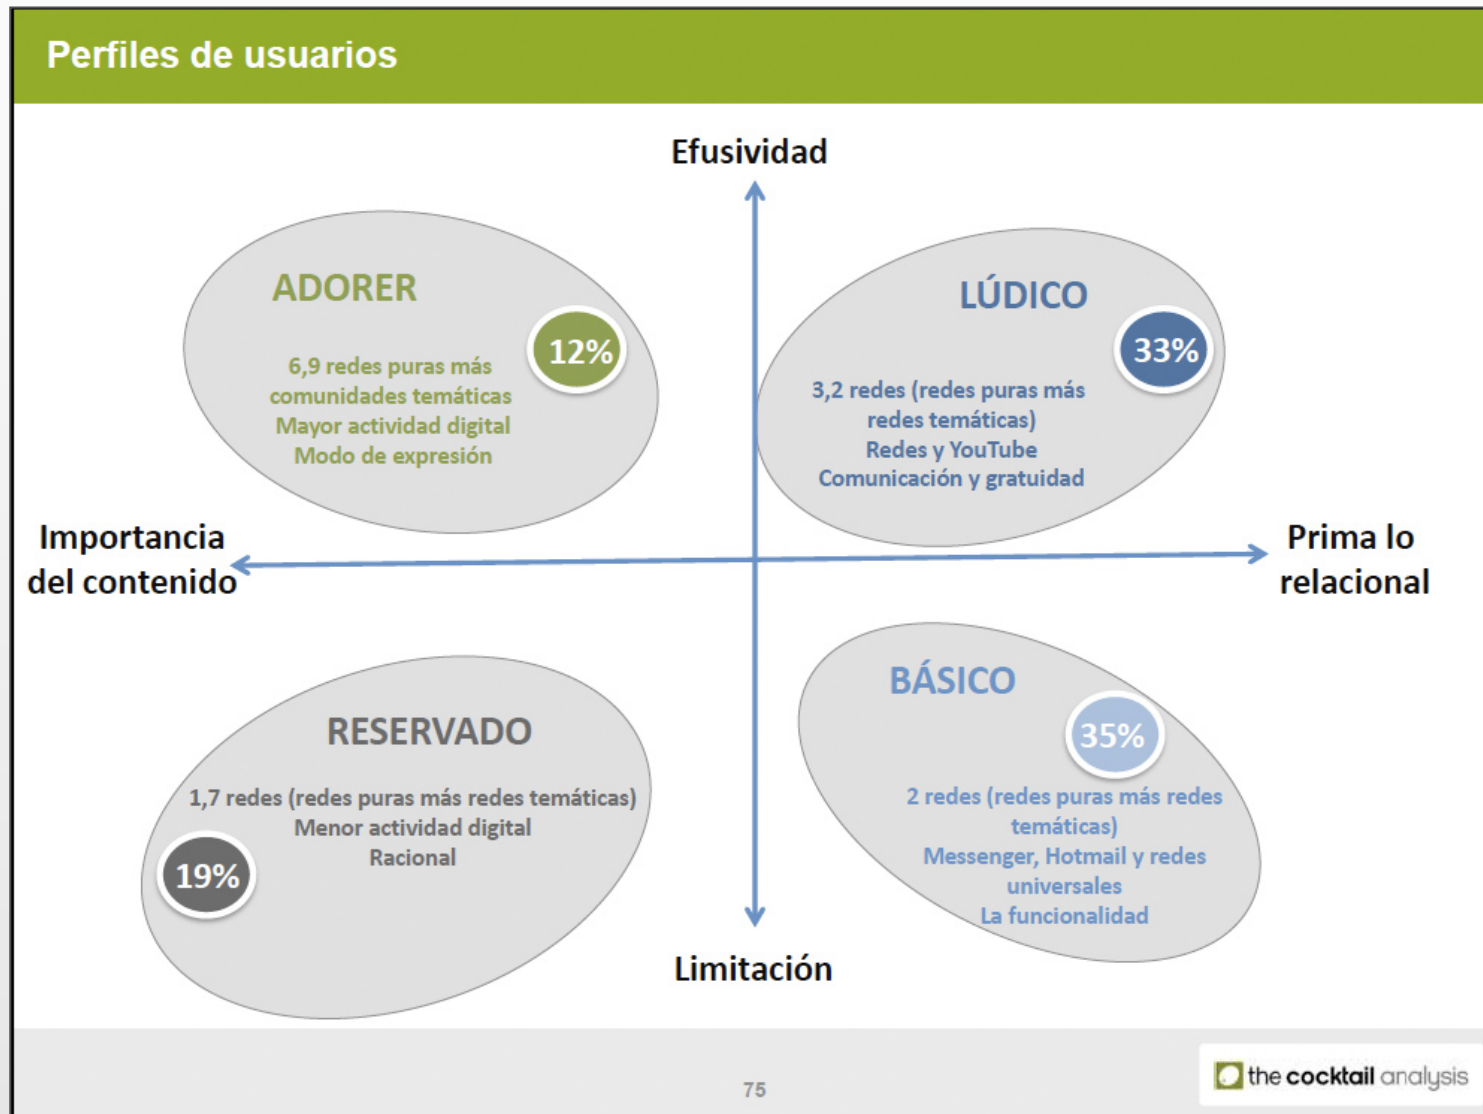 Perfiles de usuarios
Efusividad
ADORER
12%
6,9 redes puras más
comunidades temáticas
Mayor actividad digital
Modo de expresión
LÚDICO
33%
3,2 redes (redes puras más
redes temáticas)
Redes y YouTube
Comunicación y gratuidad
Importancia
del contenido
Prima lo
relacional
RESERVADO
1,7 redes (redes puras más redes temáticas)
Menor actividad digital
Racional
19%
BÁSICO
35%
2 redes (redes puras más redes
temáticas)
Messenger, Hotmail y redes
universales
La funcionalidad
Limitación
75
the cocktail analysis